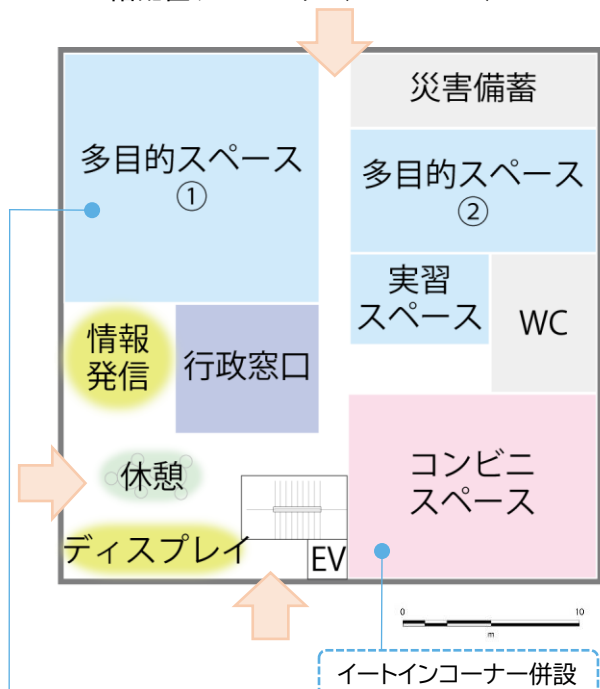 災害備蓄
多目的スペース
①
多目的スペース
②
実習
スペース
WC
情報
発信
行政窓口
休憩
コンビニ
スペース
ディスプレイ
EV
0
10
m
イートインコーナー併設